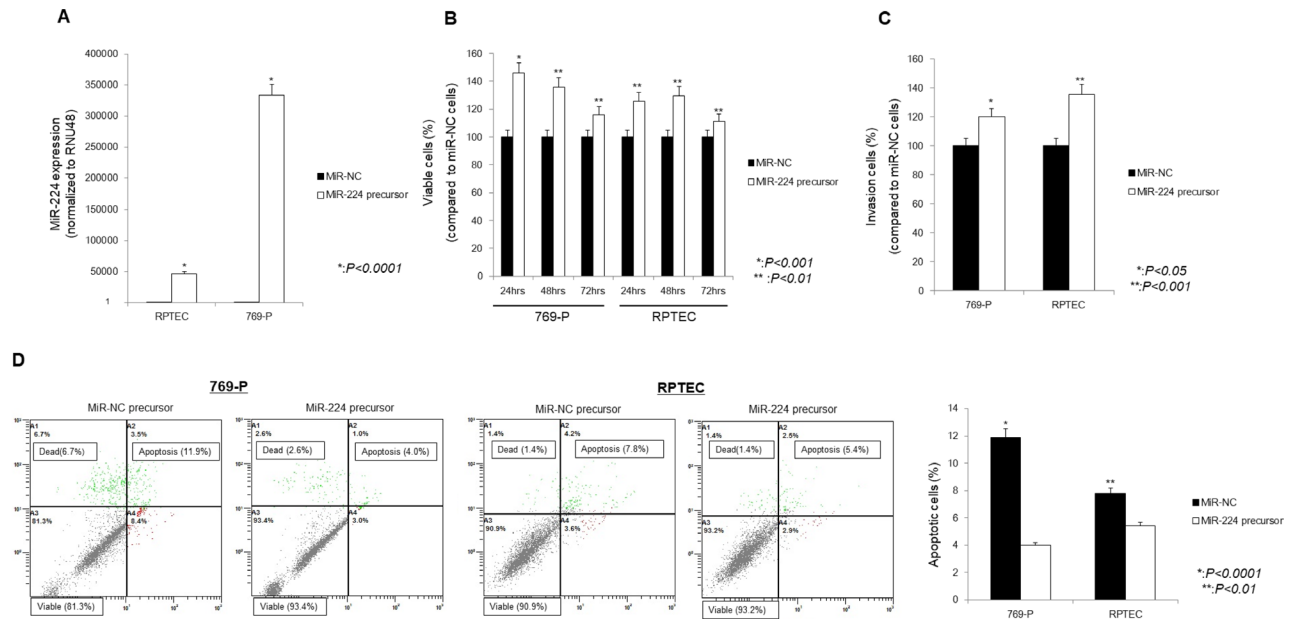 A
MiR-224 expression
(normalized to RNU48)
400000
350000
300000
250000
200000
150000
100000
50000
1
*
*
RPTEC
769-P
MiR-NC
MiR-224 precursor
*:P<0.0001
B
Viable cells (%)
(compared to miR-NC cells)
160
140
120
100
80
60
40
20
0
*
**
**
**
**
**
24hrs
48hrs
72hrs
24hrs
48hrs
72hrs
769-P
RPTEC
MiR-NC
MiR-224 precursor
*:P<0.001
** :P<0.01
C
Invasion cells (%)
(compared to miR-NC cells)
160
140
120
100
80
60
40
20
0
*
**
769-P
RPTEC
MiR-NC
MiR-224 precursor
*:P<0.05
**:P<0.001
D
769-P
MiR-NC precursor
A1
6.7%
A2
3.5%
Dead(6.7%)
Apoptosis (11.9%)
A3
81.3%
A4
8.4%
Viable (81.3%)
MiR-224 precursor
A1
2.6%
A2
1.0%
Dead (2.6%)
Apoptosis (4.0%)
A3
93.4%
A4
3.0%
Viable (93.4%)
RPTEC
MiR-NC precursor
A1
1.4%
A2
4.2%
Dead (1.4%)
Apoptosis (7.8%)
A3
90.9%
A4
3.6%
Viable (90.9%)
MiR-224 precursor
A1
1.4%
A2
2.5%
Dead(1.4%)
Apoptosis (5.4%)
A3
93.2%
A4
2.9%
Viable (93.2%)
Apoptotic cells (%)
14
12
10
8
6
4
2
0
*
**
769-P
RPTEC
MiR-NC
MiR-224 precursor
*:P<0.0001
**:P<0.01